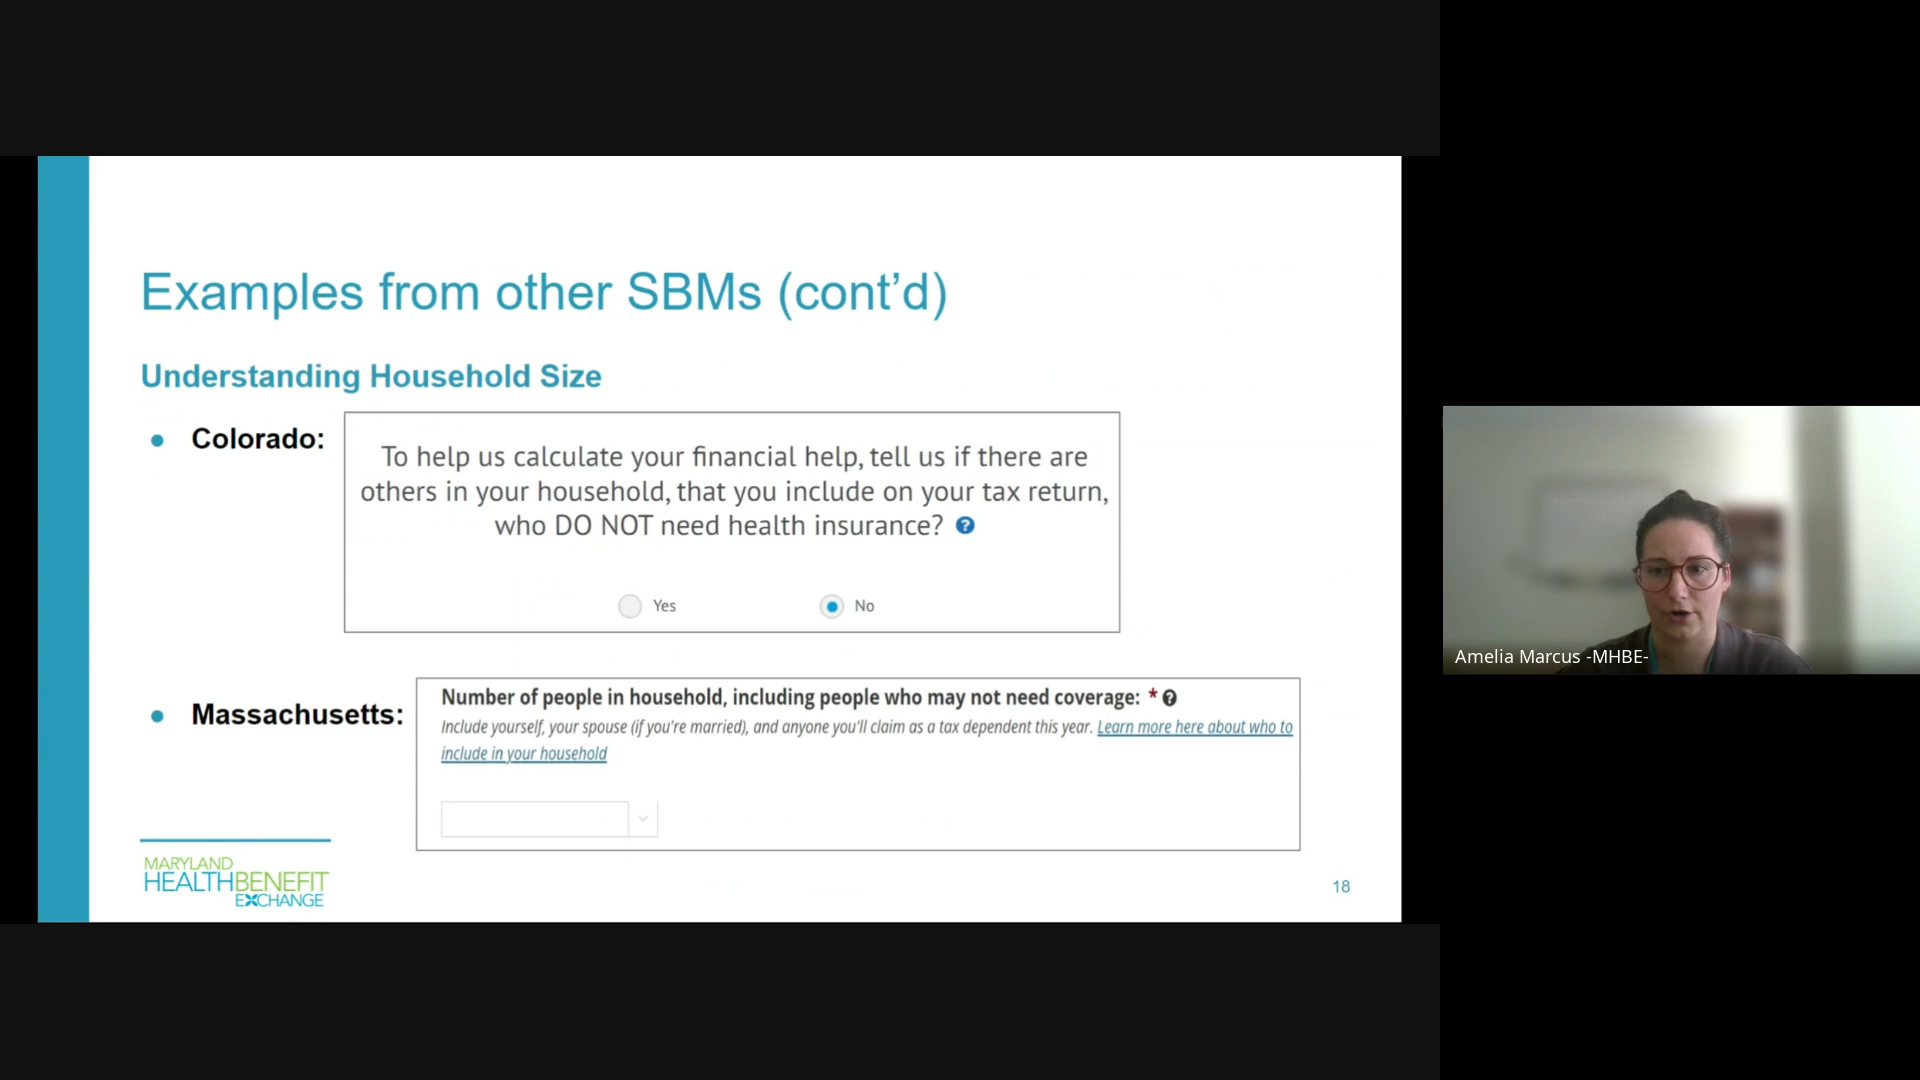 Examples from other SBMs (cont’d)
Understanding Household Size
● Colorado:
To help us calculate your financial help, tell us if there are
others in your household, that you include on your tax return,
who DO NOT need health insurance? ?
Yes No
● Massachusetts:
Number of people in household, including people who may not need coverage: * ?
Include yourself, your spouse (if you're married), and anyone you'll claim as a tax dependent this year. Learn more here about who to
include in your household
MARYLAND
HEALTHBENEFIT
EXCHANGE
18
Amelia Marcus -MHBE-